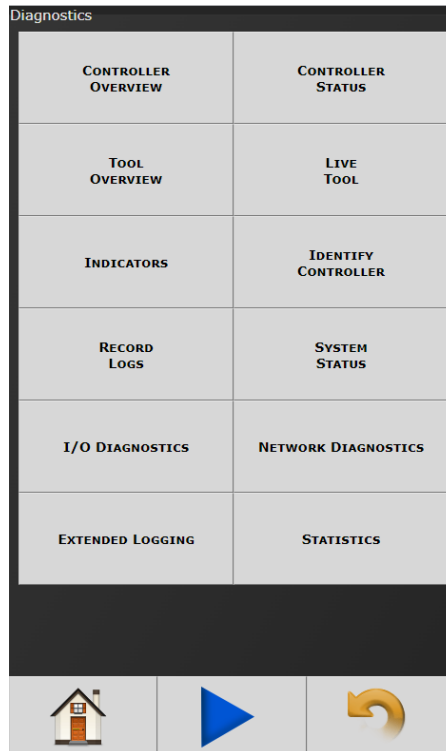 Diagnostics
CONTROLLER
OVERVIEW
CONTROLLER
STATUS
TOOL
OVERVIEW
LIVE
TOOL
INDICATORS
IDENTIFY
CONTROLLER
RECORD
LOGS
SYSTEM
STATUS
I/O DIAGNOSTICS
NETWORK DIAGNOSTICS
EXTENDED LOGGING
STATISTICS